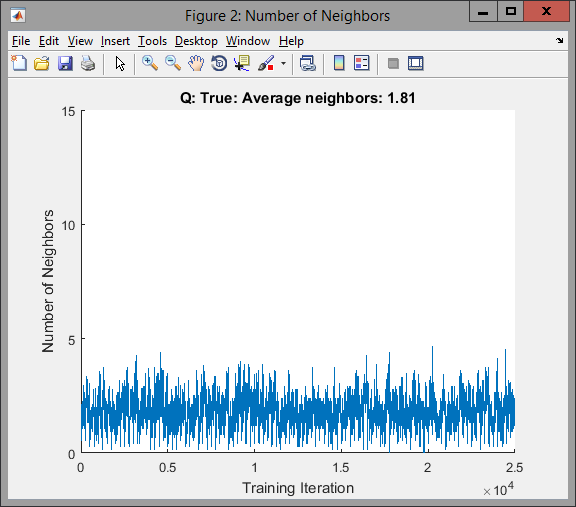 Figure 2: Number of Neighbors
File Edit View Insert Tools Desktop Window Help
Q: True: Average neighbors: 1.81
15
10
5
0
Number of Neighbors
0 0.5 1 1.5 2 2.5
Training Iteration
×10⁴